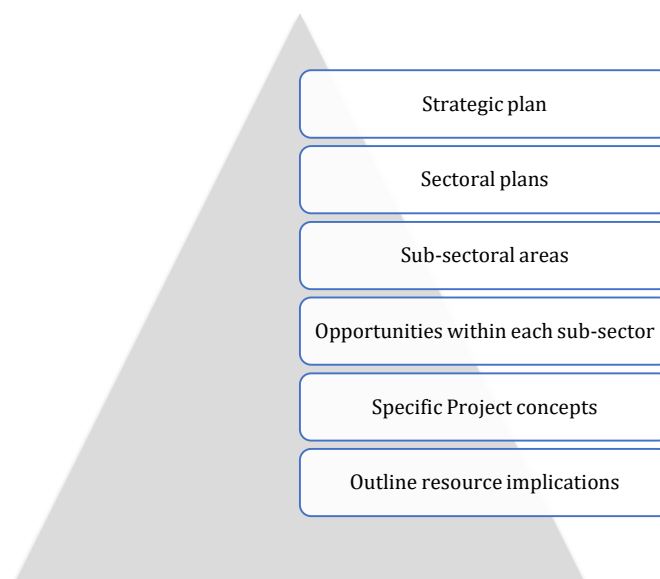 Strategic plan
Sectoral plans
Sub-sectoral areas
Opportunities within each sub-sector
Specific Project concepts
Outline resource implications